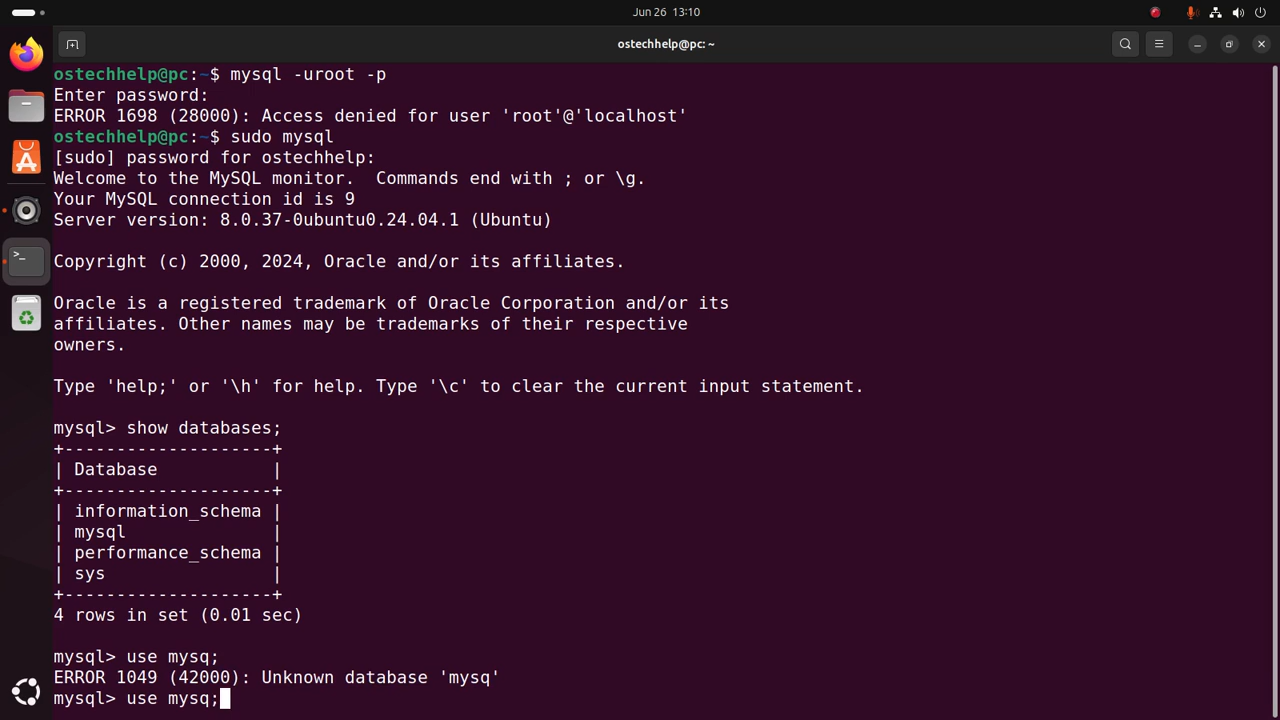 Jun 26 13:10
ostechhelp@pc: ~
ostechhelp@pc:~$ mysql -uroot -p
Enter password:
ERROR 1698 (28000): Access denied for user 'root'@'localhost'
ostechhelp@pc:~$ sudo mysql
[sudo] password for ostechhelp:
Welcome to the MySQL monitor.  Commands end with ; or \g.
Your MySQL connection id is 9
Server version: 8.0.37-0ubuntu0.24.04.1 (Ubuntu)
Copyright (c) 2000, 2024, Oracle and/or its affiliates.
Oracle is a registered trademark of Oracle Corporation and/or its
affiliates. Other names may be trademarks of their respective
owners.
Type 'help;' or '\h' for help. Type '\c' to clear the current input statement.
mysql> show databases;
+--------------------+
| Database           |
+--------------------+
| information_schema |
| mysql              |
| performance_schema |
| sys                |
+--------------------+
4 rows in set (0.01 sec)
mysql> use mysq;
ERROR 1049 (42000): Unknown database 'mysq'
mysql> use mysq;